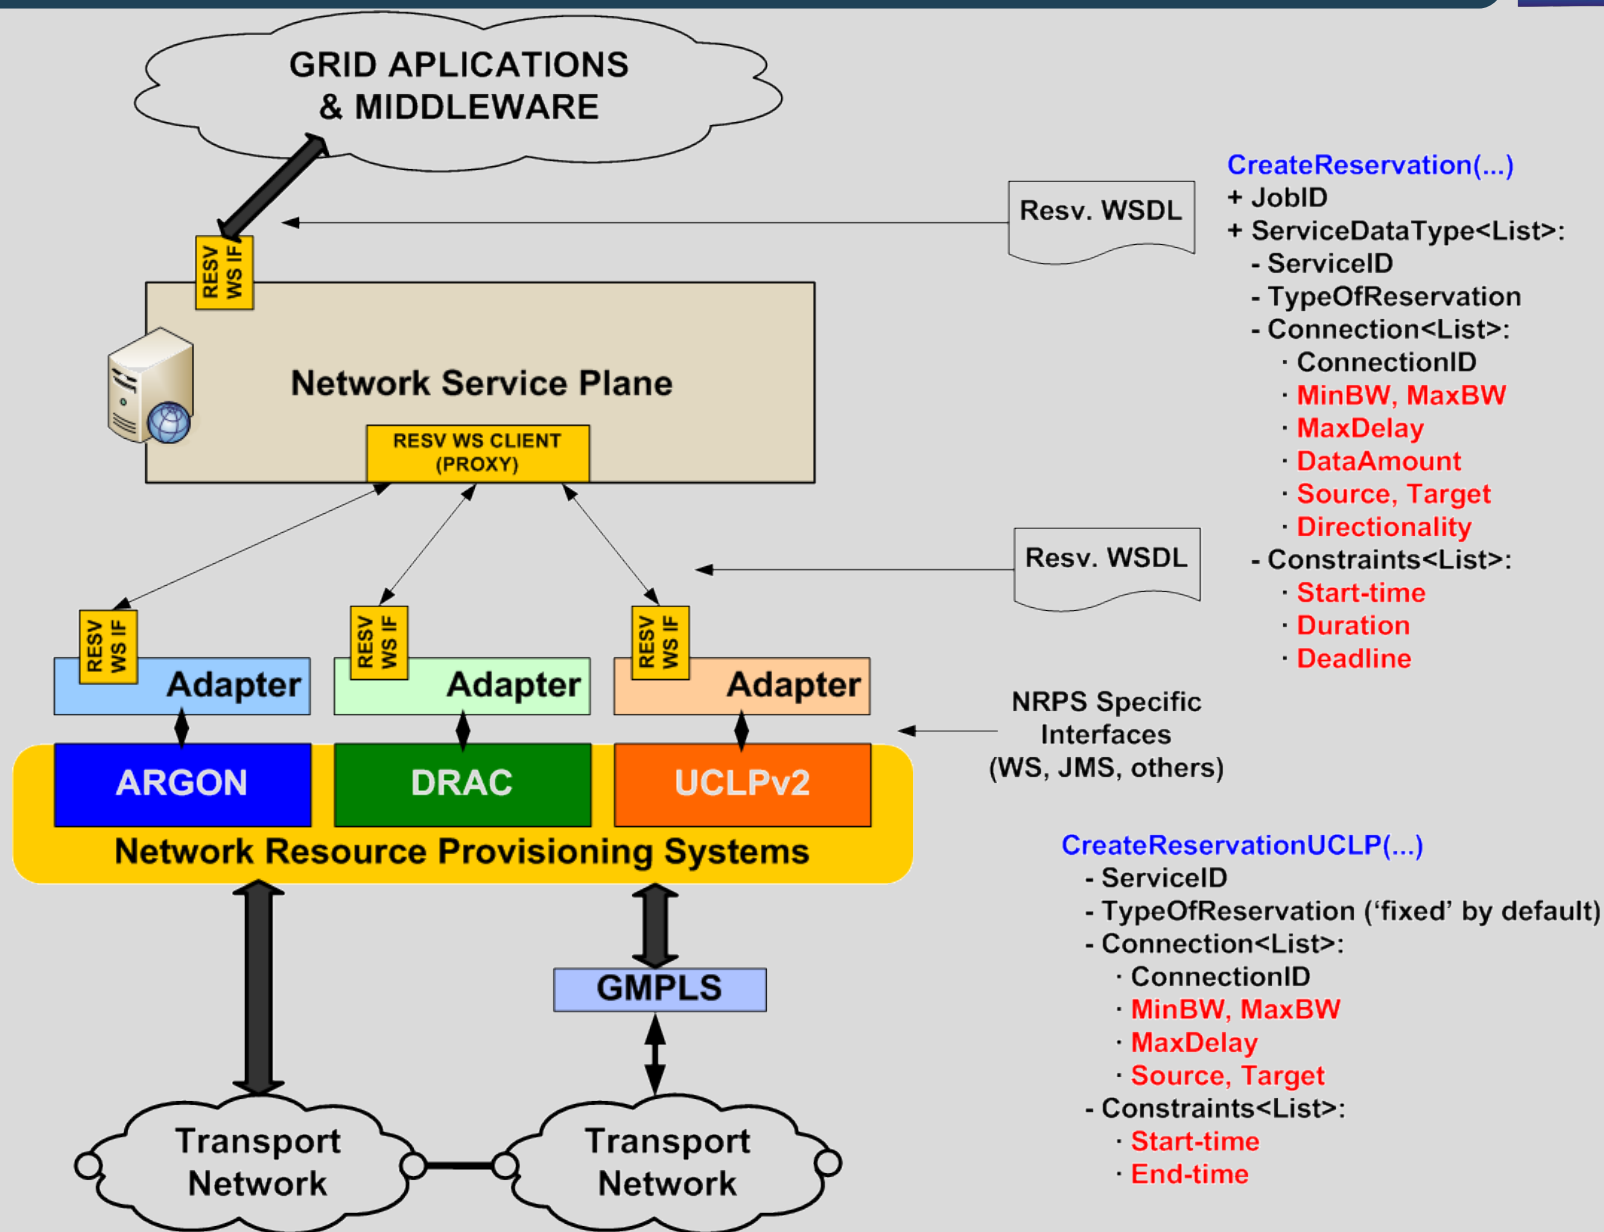 GRID APLICATIONS
& MIDDLEWARE
RESV
WS IF
Resv. WSDL
Network Service Plane
RESV WS CLIENT
(PROXY)
Resv. WSDL
RESV
WS IF
Adapter
RESV
WS IF
Adapter
RESV
WS IF
Adapter
NRPS Specific
Interfaces
(WS, JMS, others)
ARGON
DRAC
UCLPv2
Network Resource Provisioning Systems
GMPLS
Transport
Network
Transport
Network
CreateReservation(...)
+ JobID
+ ServiceDataType<List>:
- ServiceID
- TypeOfReservation
- Connection<List>:
· ConnectionID
· MinBW, MaxBW
· MaxDelay
· DataAmount
· Source, Target
· Directionality
- Constraints<List>:
· Start-time
· Duration
· Deadline
CreateReservationUCLP(...)
- ServiceID
- TypeOfReservation (‘fixed’ by default)
- Connection<List>:
· ConnectionID
· MinBW, MaxBW
· MaxDelay
· Source, Target
- Constraints<List>:
· Start-time
· End-time